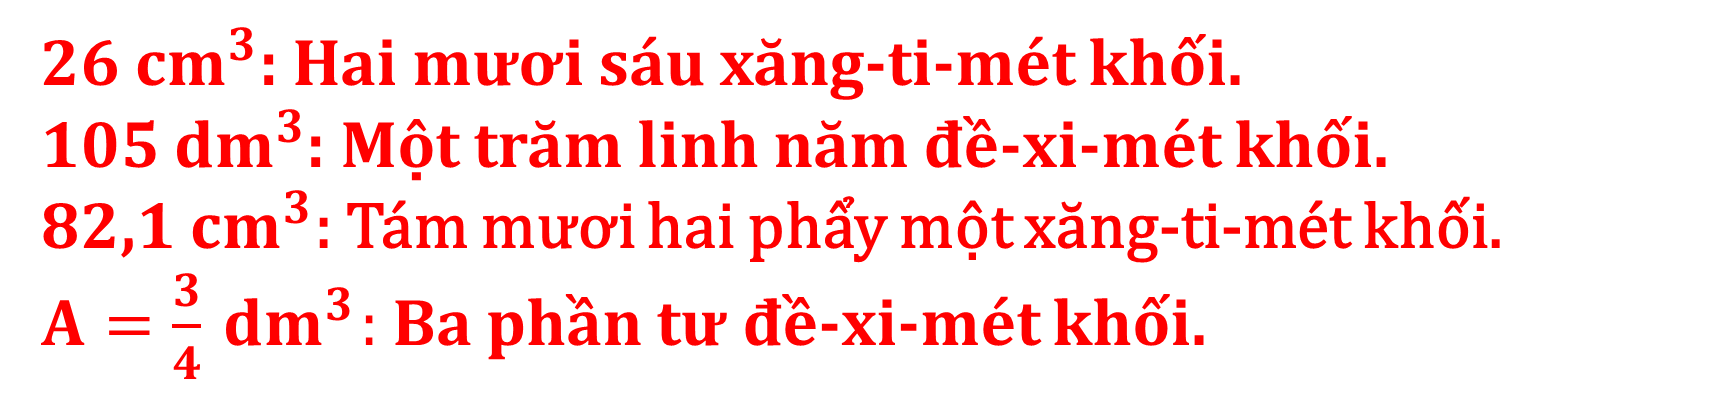 26 cm³: Hai mươi sáu xăng-ti-mét khối.
105 dm³: Một trăm linh năm đề-xi-mét khối.
82,1 cm³: Tám mươi hai phẩy một xăng-ti-mét khối.
A = 3/4 dm³: Ba phần tư đề-xi-mét khối.